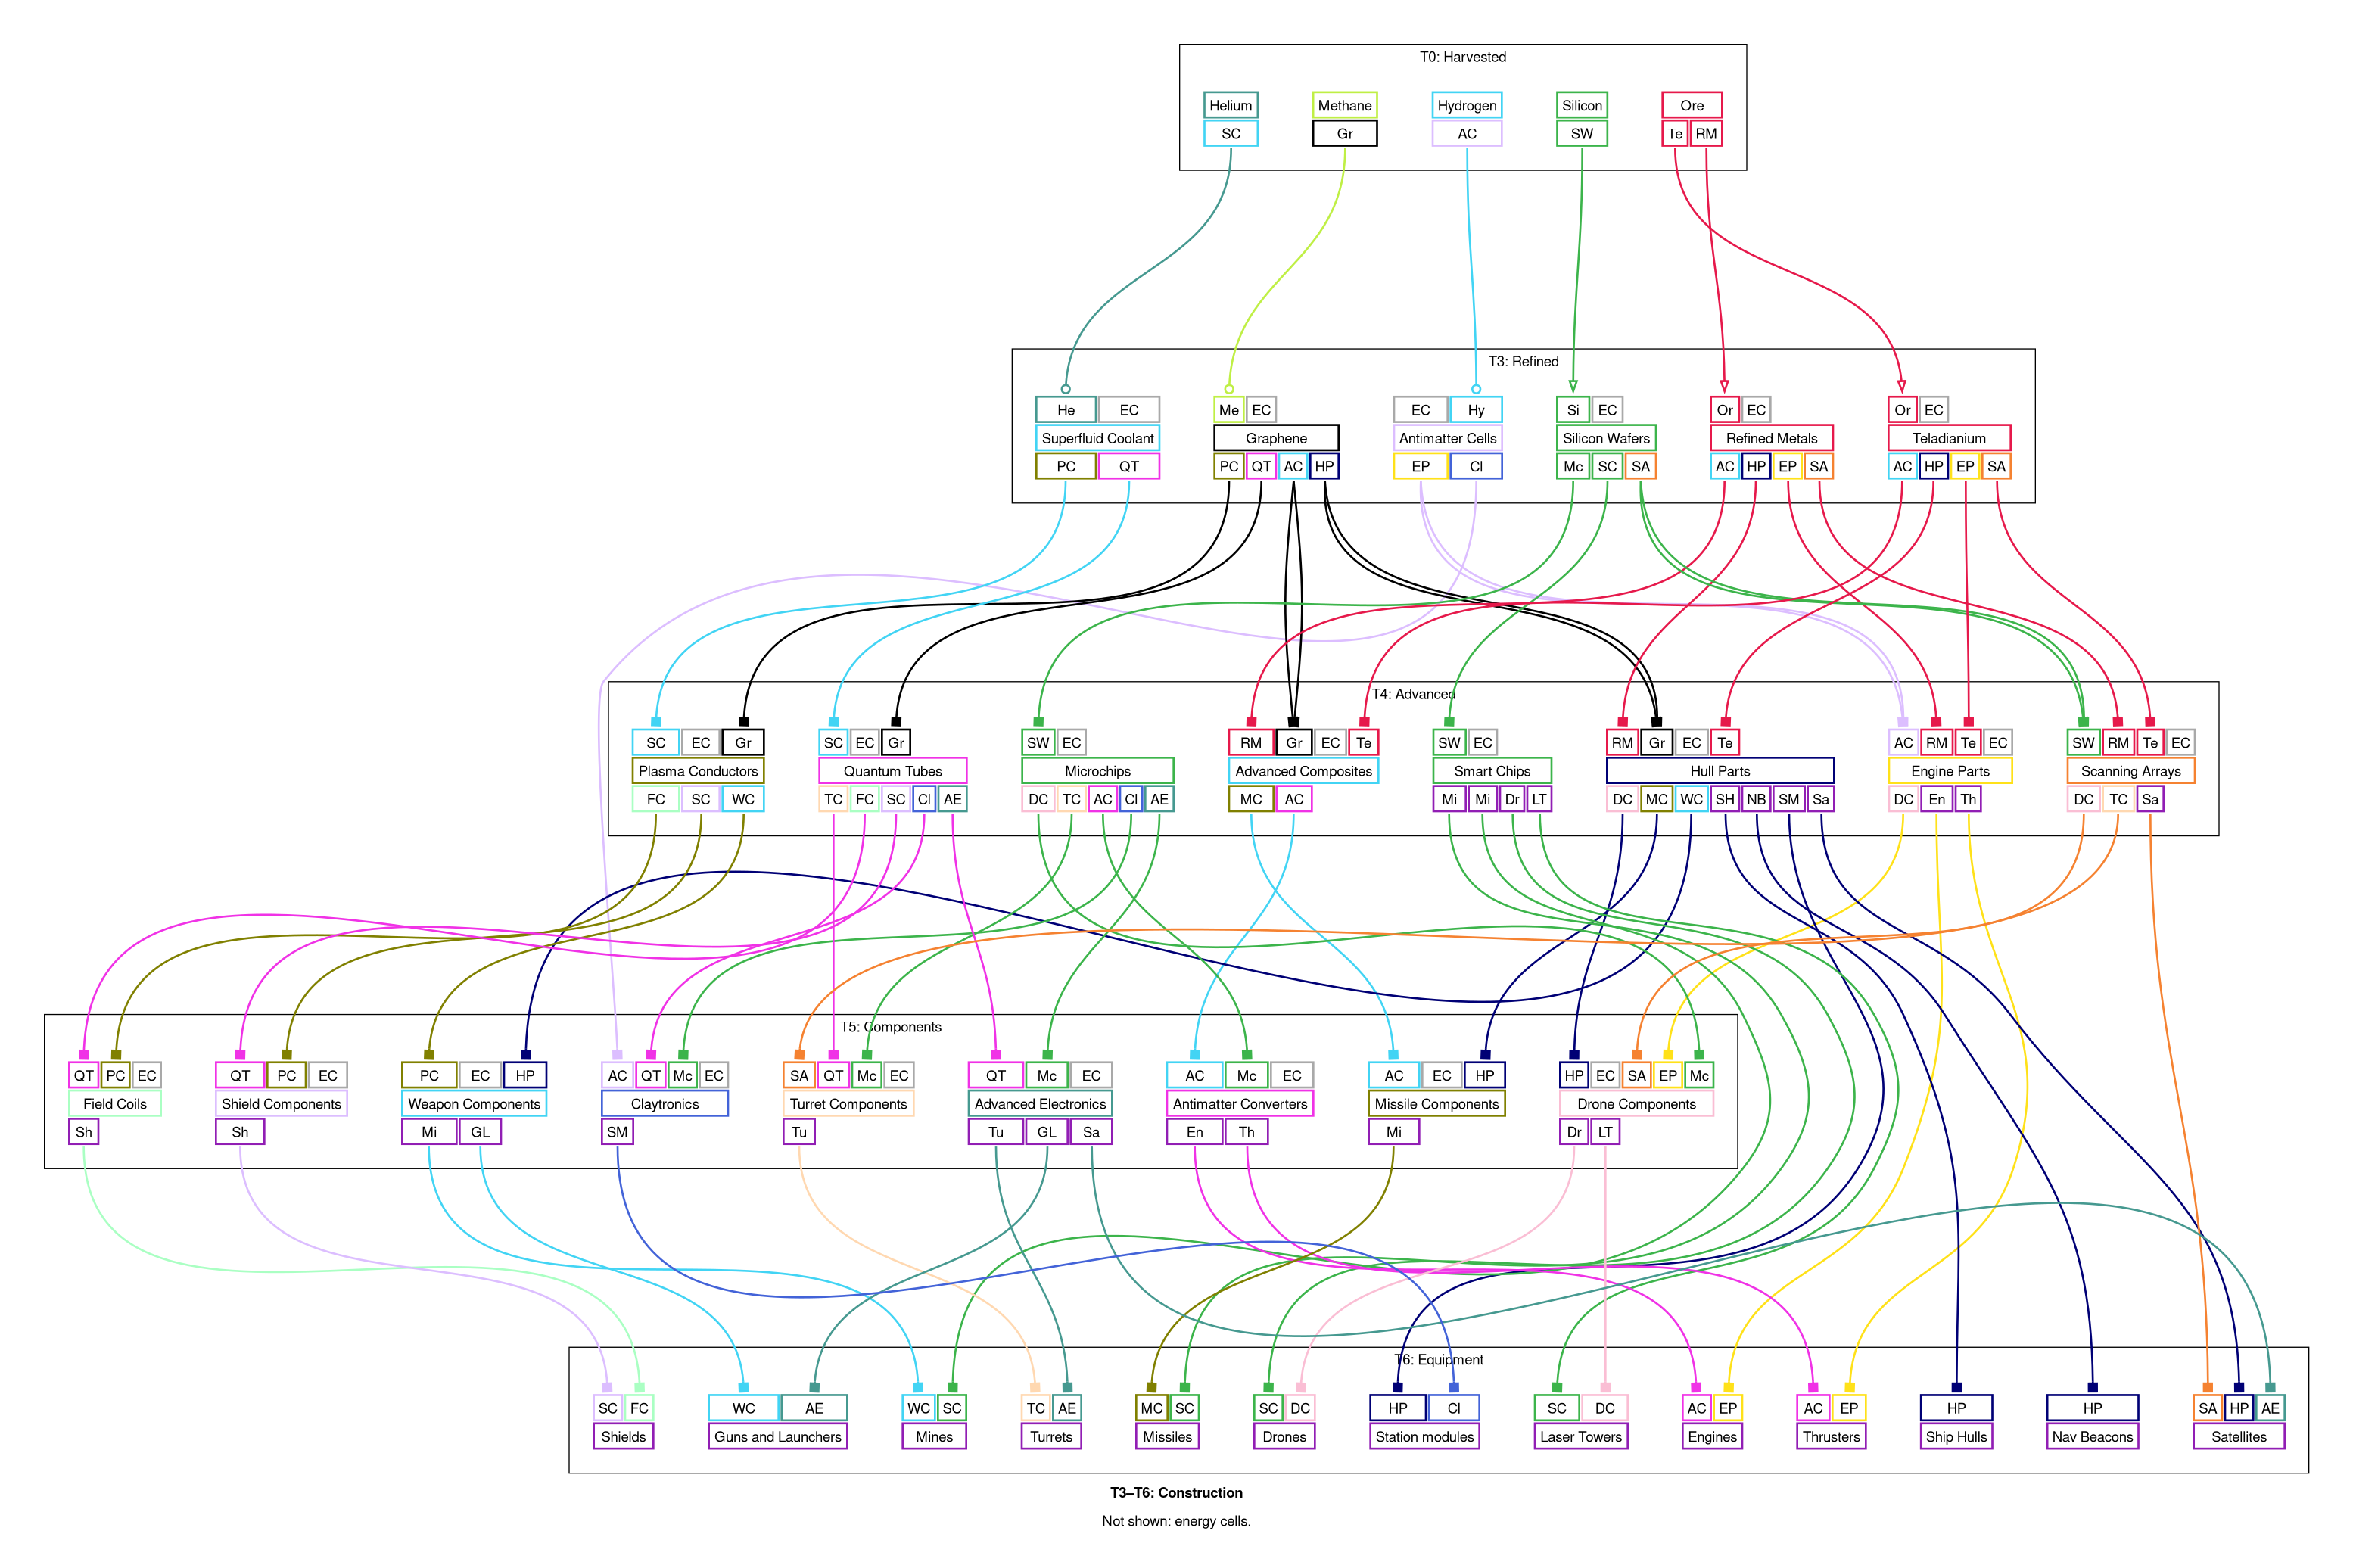 T0: Harvested
Helium Methane Hydrogen Silicon Ore
SC Gr AC SW Te RM
T3: Refined
He EC Me EC EC Hy Si EC Or EC Or EC
Superfluid Coolant Graphene Antimatter Cells Silicon Wafers Refined Metals Teladianium
PC QT PC QT AC HP EP Cl Mc SC SA AC HP EP SA AC HP EP SA
T4: Advanced
SC EC Gr SC EC Gr SW EC RM Gr EC Te SW EC RM Gr EC Te AC RM Te EC SW RM Te EC
Plasma Conductors Quantum Tubes Microchips Advanced Composites Smart Chips Hull Parts Engine Parts Scanning Arrays
FC SC WC TC FC SC Cl AE DC TC AC Cl AE MC AC Mi Mi Dr LT DC MC WC SH NB SM Sa DC En Th DC TC Sa
T5: Components
QT PC EC QT PC EC PC EC HP AC QT Mc EC SA QT Mc EC QT Mc EC AC Mc EC AC EC HP HP EC SA EP Mc
Field Coils Shield Components Weapon Components Claytronics Turret Components Advanced Electronics Antimatter Converters Missile Components Drone Components
Sh Sh Mi GL SM Tu Tu GL Sa En Th Mi Dr LT
T6: Equipment
SC FC WC AE WC SC TC AE MC SC SC DC HP Cl SC DC AC EP AC EP HP HP SA HP AE
Shields Guns and Launchers Mines Turrets Missiles Drones Station modules Laser Towers Engines Thrusters Ship Hulls Nav Beacons Satellites
T3–T6: Construction
Not shown: energy cells.